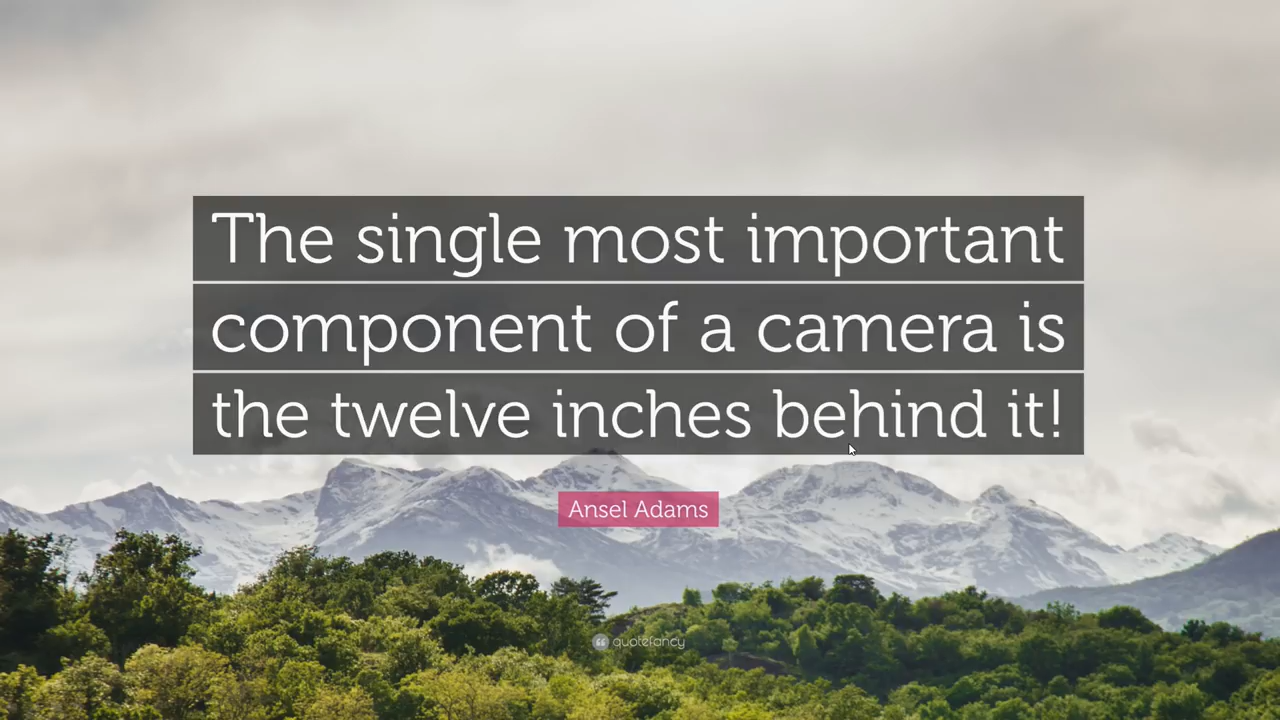 The single most important
component of a camera is
the twelve inches behind it!
Ansel Adams
quotefancy